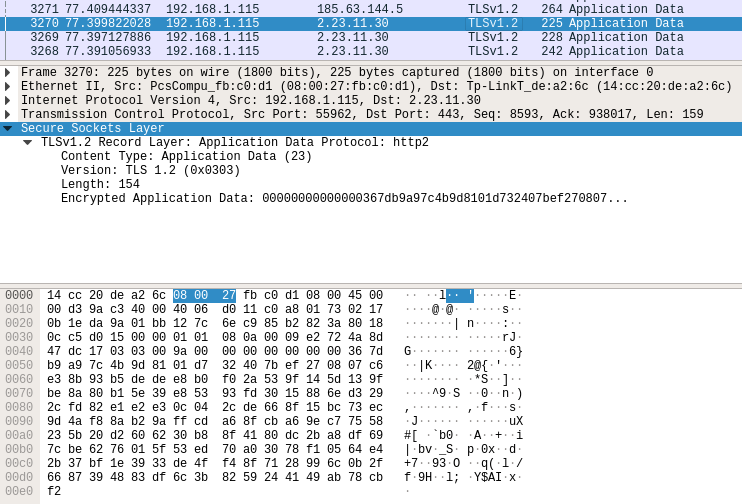 3271 77.409444337 192.168.1.115 185.63.144.5 TLSv1.2 264 Application Data
3270 77.399822028 192.168.1.115 2.23.11.30 TLSv1.2 225 Application Data
3269 77.397127886 192.168.1.115 2.23.11.30 TLSv1.2 228 Application Data
3268 77.391056933 192.168.1.115 2.23.11.30 TLSv1.2 242 Application Data
Frame 3270: 225 bytes on wire (1800 bits), 225 bytes captured (1800 bits) on interface 0
Ethernet II, Src: PcsCompu_fb:c0:d1 (08:00:27:fb:c0:d1), Dst: Tp-LinkT_de:a2:6c (14:cc:20:de:a2:6c)
Internet Protocol Version 4, Src: 192.168.1.115, Dst: 2.23.11.30
Transmission Control Protocol, Src Port: 55962, Dst Port: 443, Seq: 8593, Ack: 938017, Len: 159
Secure Sockets Layer
TLSv1.2 Record Layer: Application Data Protocol: http2
Content Type: Application Data (23)
Version: TLS 1.2 (0x0303)
Length: 154
Encrypted Application Data: 00000000000000367db9a97c4b9d8101d732407bef270807...
0000 14 cc 20 de a2 6c 08 00 27 fb c0 d1 08 00 45 00 ·· ··l··'·····E·
0010 00 d3 9a c3 40 00 40 06 d0 11 c0 a8 01 73 02 17 ····@·@······s··
0020 0b 1e da 9a 01 bb 12 7c 6e c9 85 b2 82 3a 80 18 ·······|n····:··
0030 0c c5 d0 15 00 00 01 01 08 0a 00 09 e2 72 4a 8d ·············rJ·
0040 47 dc 17 03 03 00 9a 00 00 00 00 00 00 00 36 7d G·············6}
0050 b9 a9 7c 4b 9d 81 01 d7 32 40 7b ef 27 08 07 c6 ··|K····2@{·'···
0060 e3 8b 93 b5 de de e8 b0 f0 2a 53 9f 14 5d 13 9f ·········*S··]··
0070 be 8a 80 b1 5e 39 e8 53 93 fd 30 15 88 6e d3 29 ····^9·S··0··n·)
0080 2c fd 82 e1 e2 e3 0c 04 2c de 66 8f 15 bc 73 ec ,·······,·f···s·
0090 9d 4a f8 8a b2 9a ff cd a6 8f cb a6 9e c7 75 58 ·J············uX
00a0 23 5b 20 d2 60 62 30 b8 8f 41 80 dc 2b a8 df 69 #[ ·`b0··A··+··i
00b0 7c be 62 76 01 5f 53 ed 70 a0 30 78 f1 05 64 e4 |·bv·_S·p·0x··d·
00c0 2b 37 bf 1e 39 33 de 4f f4 8f 71 28 99 6c 0b 2f +7··93·O··q(·l·/
00d0 66 87 39 48 83 df 6c 3b 82 59 24 41 49 ab 78 cb f·9H··l;·Y$AI·x·
00e0 f2 ·